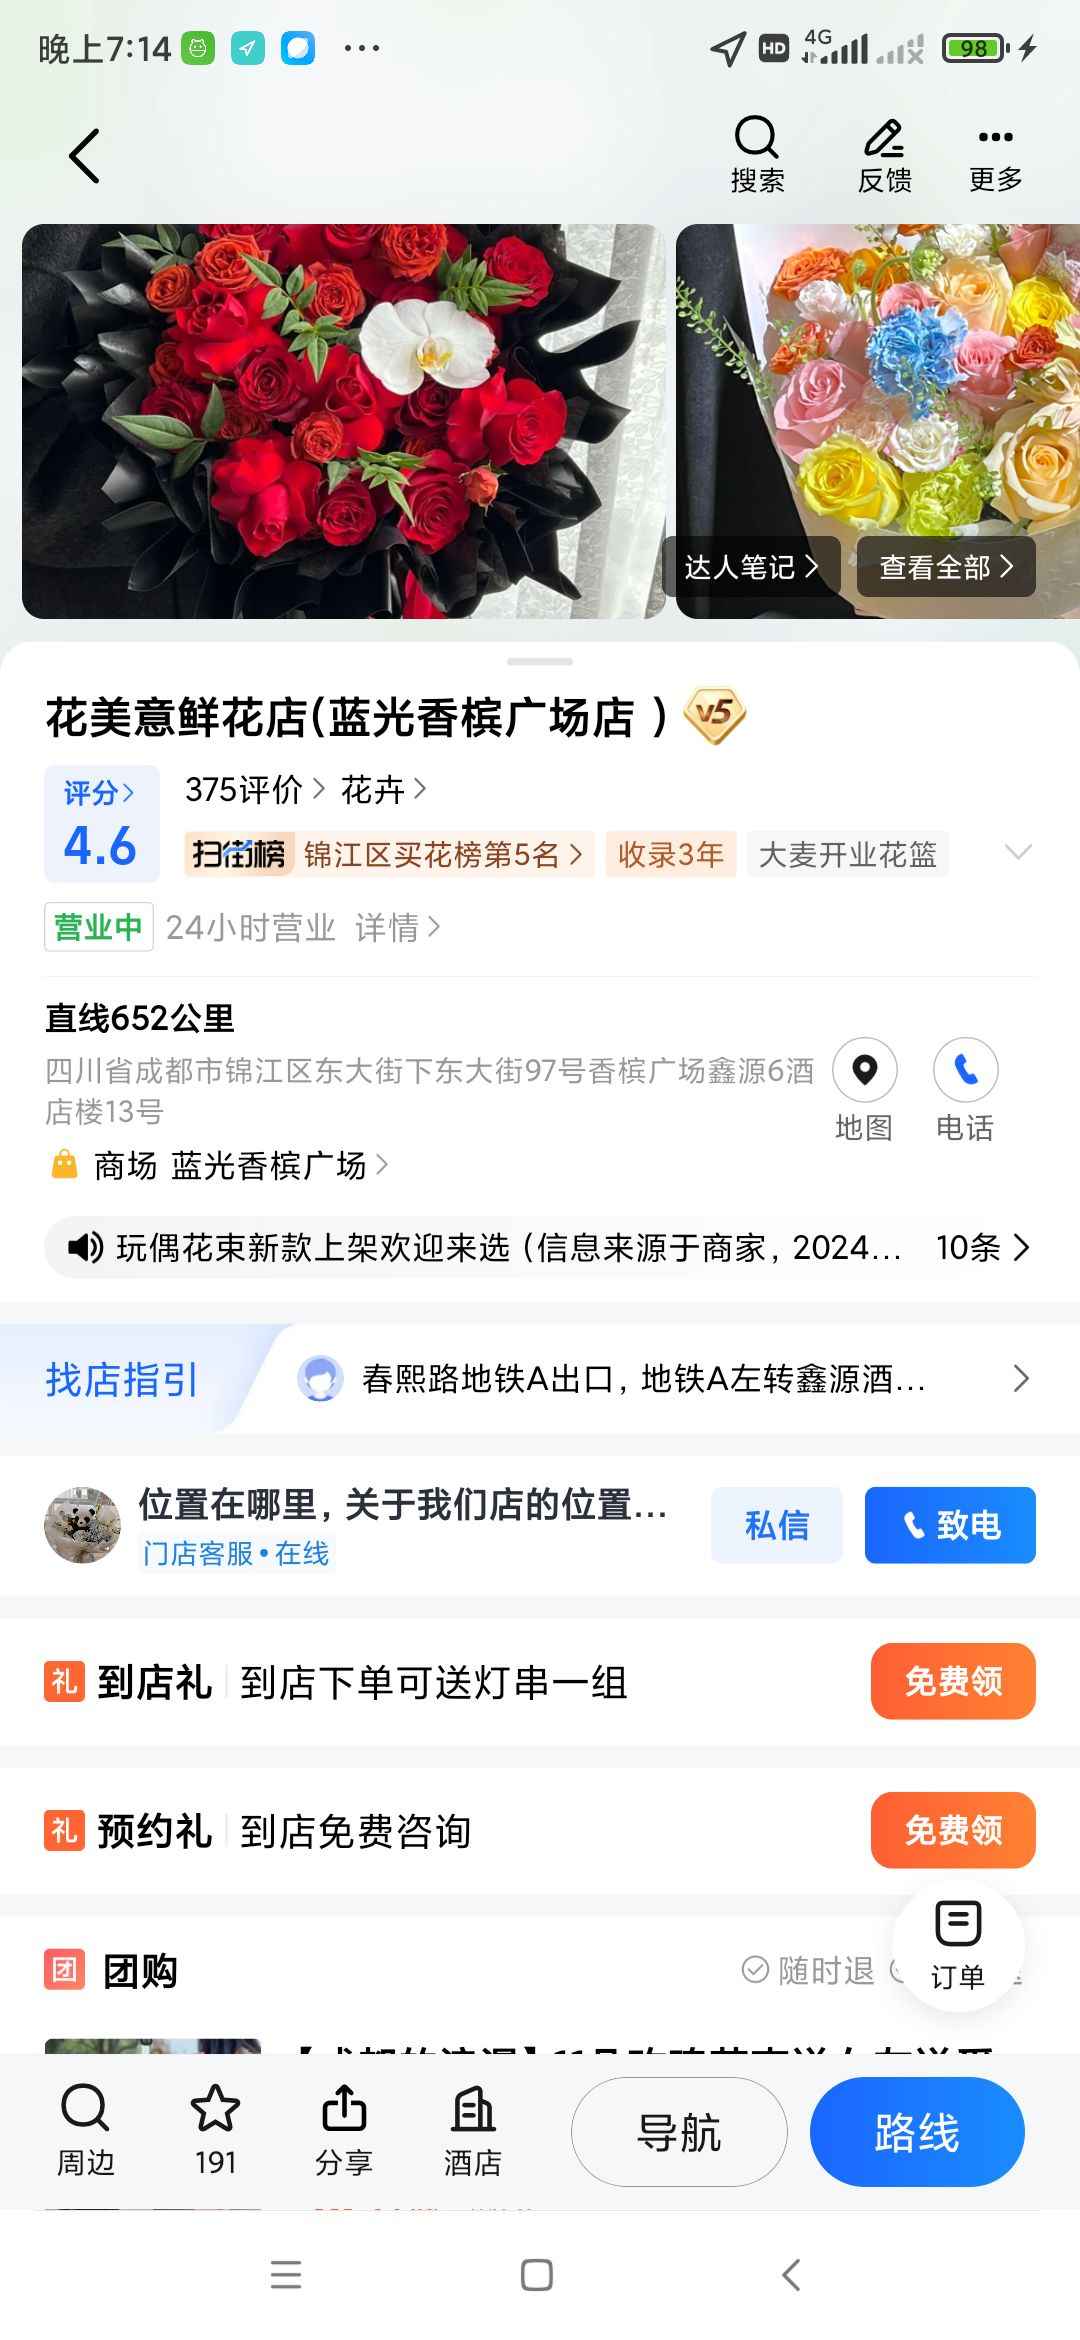 晚上7:14
HD 4G 98
搜索 反馈 更多
达人笔记 查看全部
花美意鲜花店(蓝光香槟广场店 ) v5
评分 375评价 花卉
4.6 扫街榜 锦江区买花榜第5名 收录3年 大麦开业花篮
营业中 24小时营业 详情
直线652公里
四川省成都市锦江区东大街下东大街97号香槟广场鑫源6酒
店楼13号
地图 电话
商场 蓝光香槟广场
玩偶花束新款上架欢迎来选（信息来源于商家，2024... 10条
找店指引 春熙路地铁A出口，地铁A左转鑫源酒...
位置在哪里，关于我们店的位置... 私信 致电
门店客服•在线
礼 到店礼 到店下单可送灯串一组 免费领
礼 预约礼 到店免费咨询 免费领
团 团购 随时退
订单
周边 191 分享 酒店 导航 路线